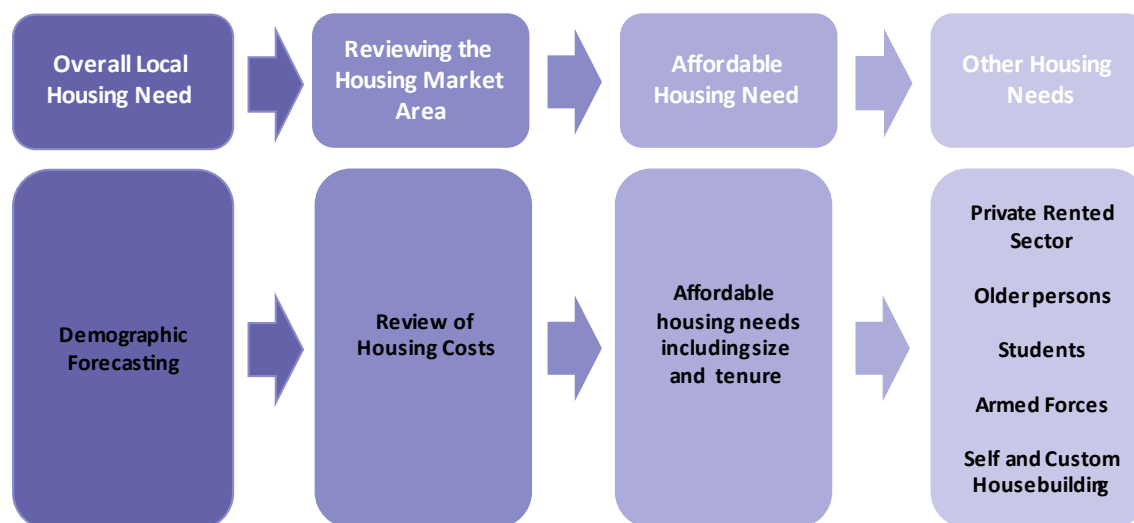 Overall Local
Housing Need
Reviewing the
Housing Market
Area
Affordable
Housing Need
Other Housing
Needs
Demographic
Forecasting
Review of
Housing Costs
Affordable
housing needs
including size
and tenure
Private Rented
Sector
Older persons
Students
Armed Forces
Self and Custom
Housebuilding